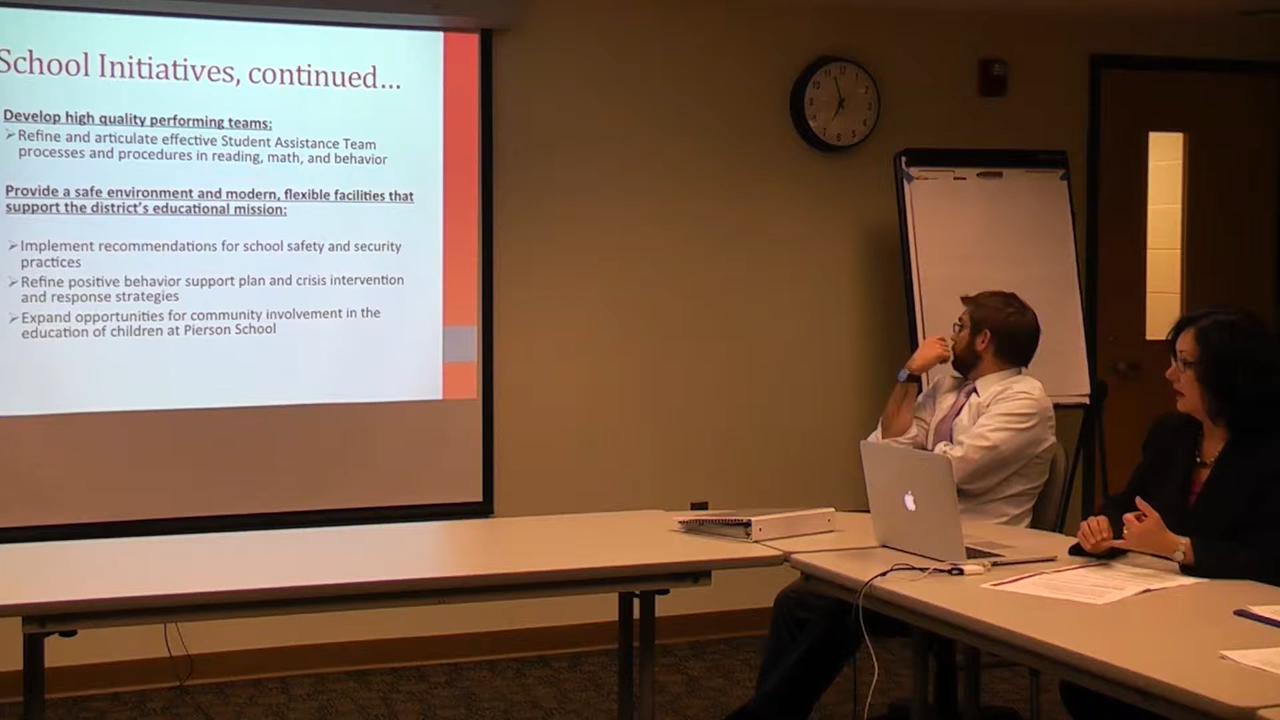 School Initiatives, continued...
Develop high quality performing teams:
➢Refine and articulate effective Student Assistance Team
processes and procedures in reading, math, and behavior
Provide a safe environment and modern, flexible facilities that
support the district's educational mission:
➢Implement recommendations for school safety and security
practices
➢Refine positive behavior support plan and crisis intervention
and response strategies
➢Expand opportunities for community involvement in the
education of children at Pierson School